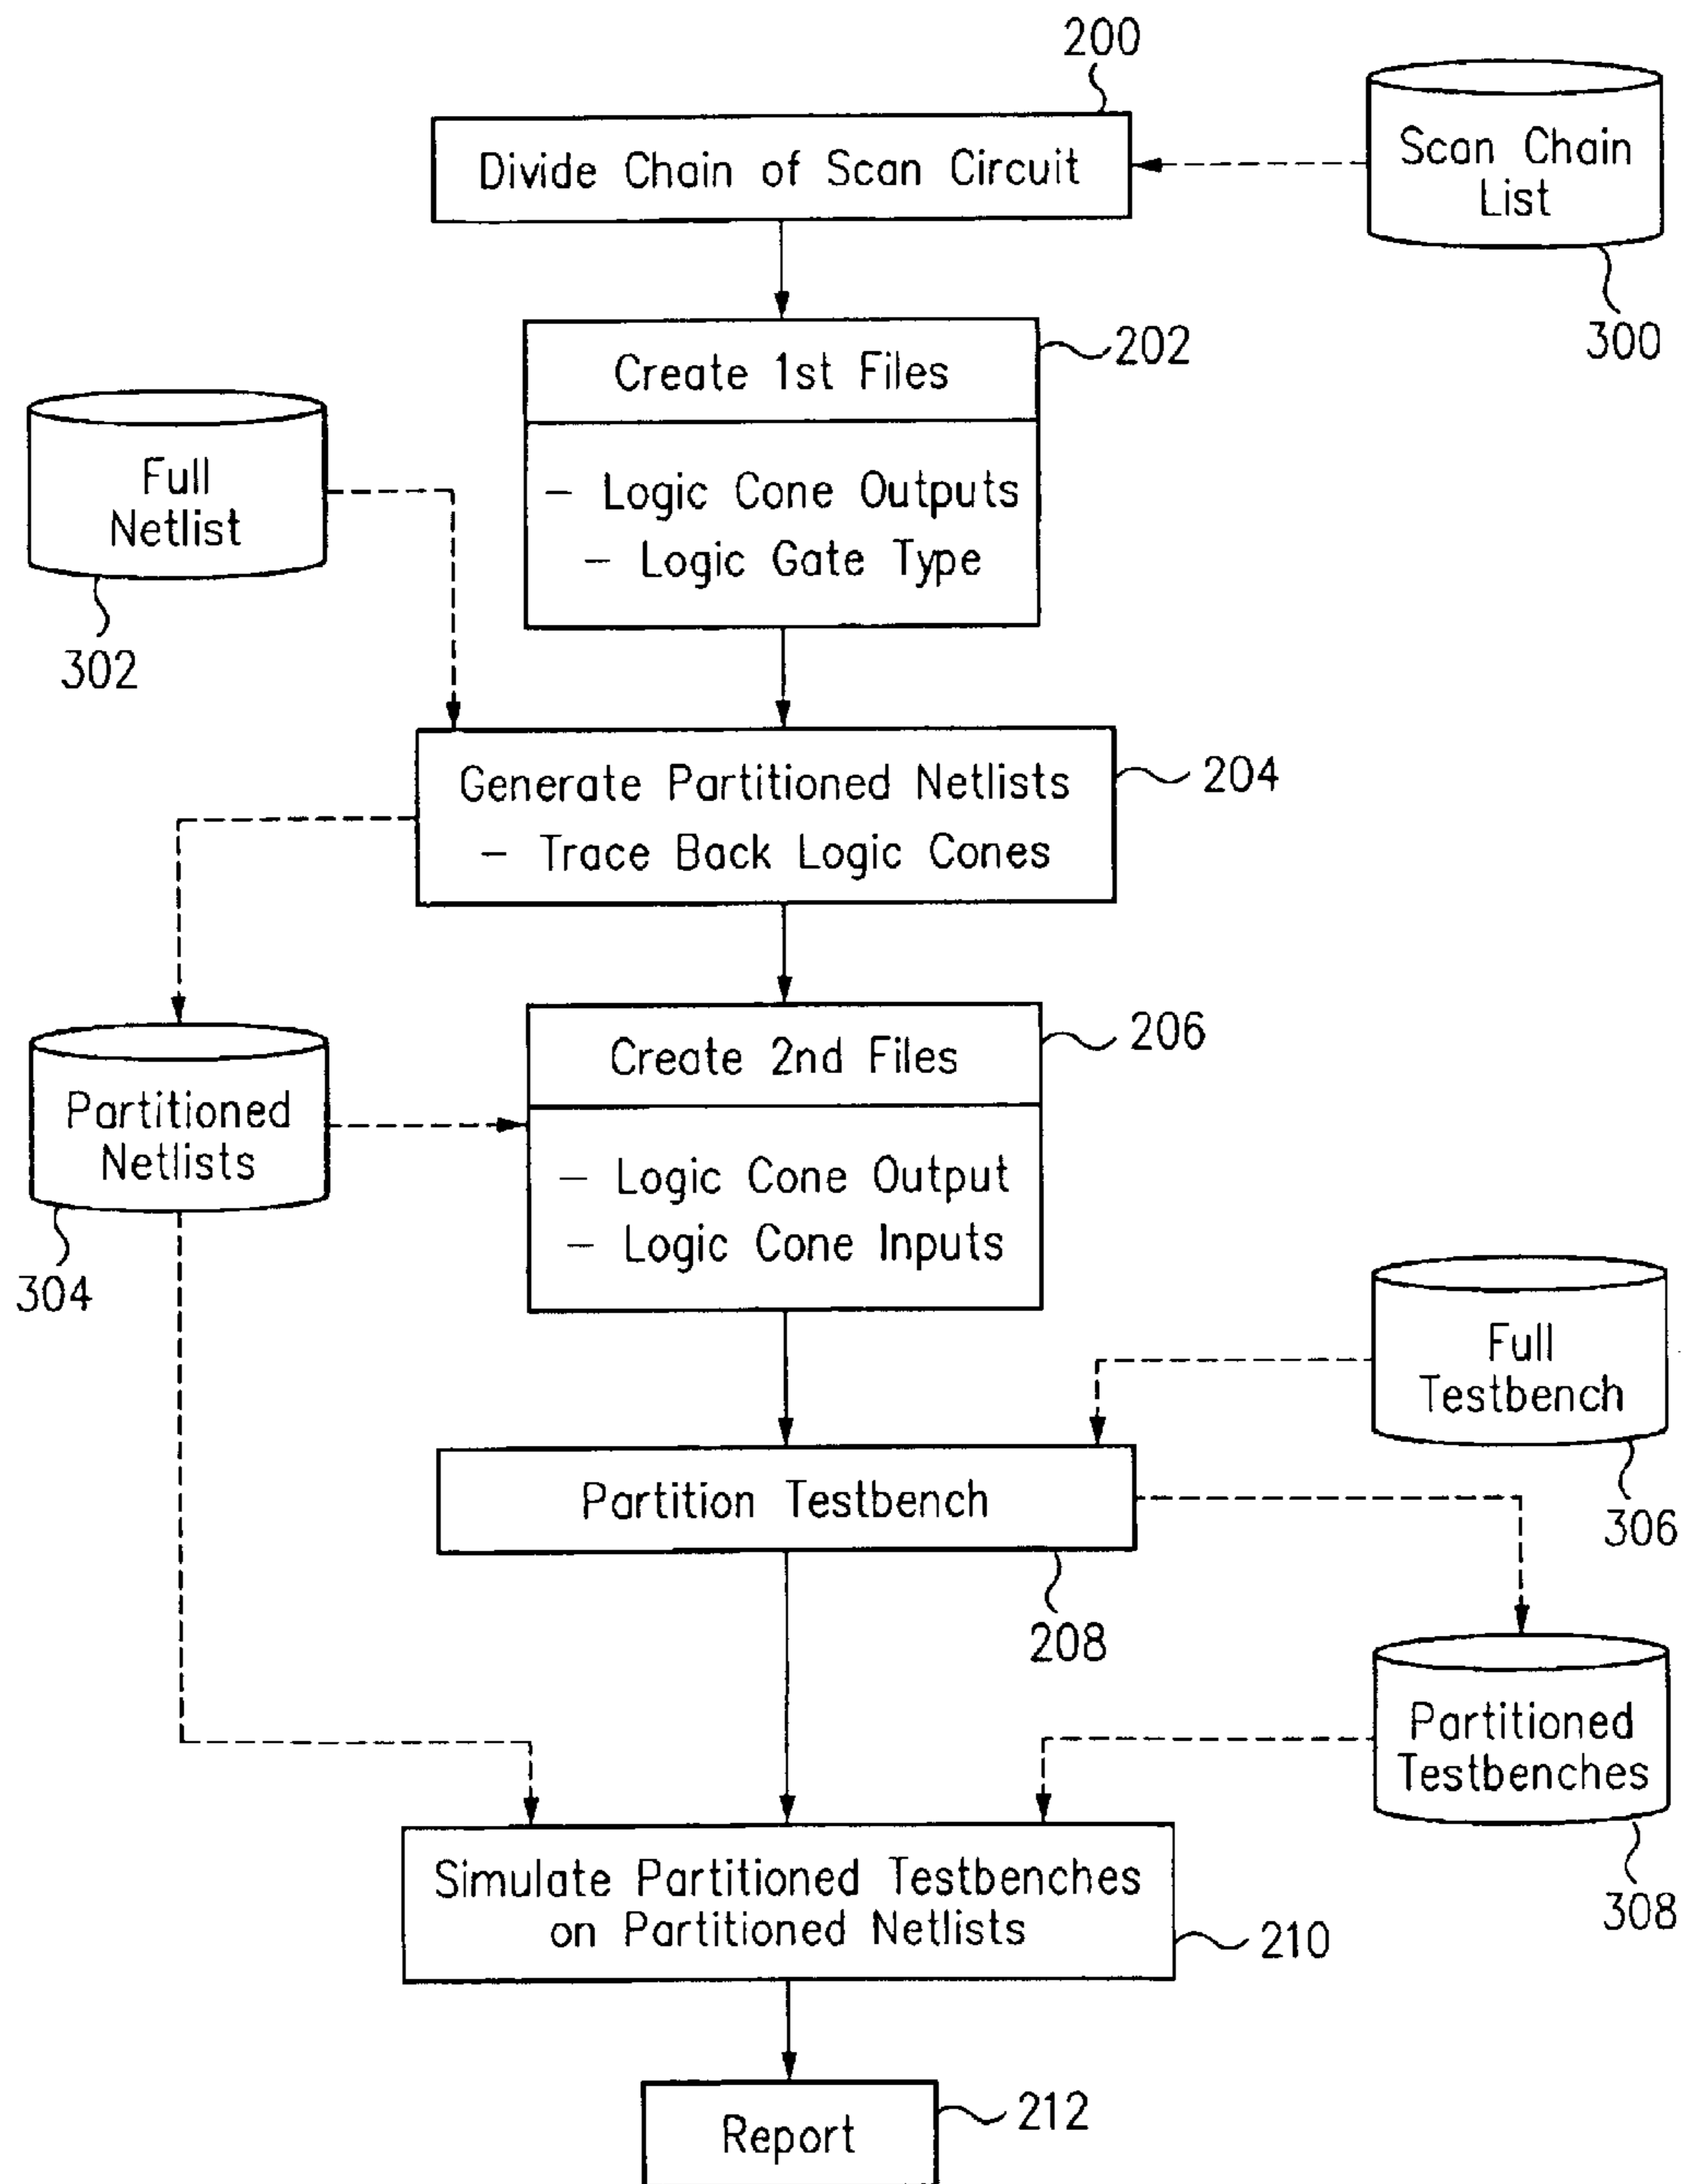 200
Divide Chain of Scan Circuit
Scan Chain
List
300
Create 1st Files
202
– Logic Cone Outputs
– Logic Gate Type
Full
Netlist
302
Generate Partitioned Netlists
– Trace Back Logic Cones
204
Create 2nd Files
206
– Logic Cone Output
– Logic Cone Inputs
Partitioned
Netlists
304
Full
Testbench
306
Partition Testbench
208
Partitioned
Testbenches
308
Simulate Partitioned Testbenches
on Partitioned Netlists
210
Report
212